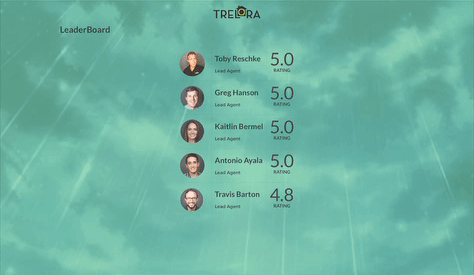 TRELORA
LeaderBoard
Toby Reschke
Lead Agent
5.0
RATING
Greg Hanson
Lead Agent
5.0
RATING
Kaitlin Bermel
Lead Agent
5.0
RATING
Antonio Ayala
Lead Agent
5.0
RATING
Travis Barton
Lead Agent
4.8
RATING